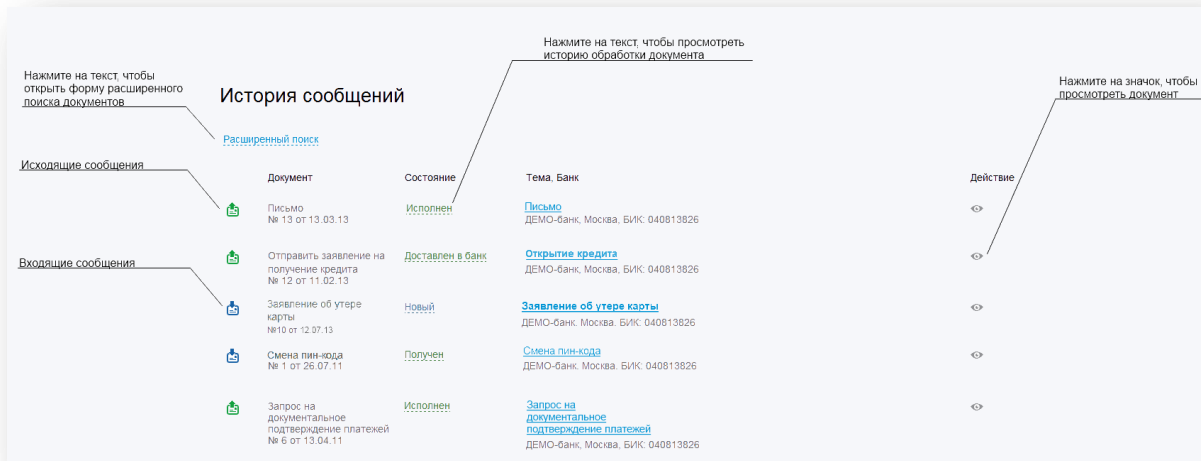 Нажмите на текст, чтобы просмотреть
историю обработки документа
Нажмите на текст, чтобы
открыть форму расширенного
поиска документов
Нажмите на значок, чтобы
просмотреть документ
История сообщений
Расширенный поиск
Исходящие сообщения
Документ Состояние Тема, Банк Действие
Письмо
№ 13 от 13.03.13
Исполнен
Письмо
ДЕМО-банк, Москва, БИК: 040813826
Входящие сообщения
Отправить заявление на
получение кредита
№ 12 от 11.02.13
Доставлен в банк
Открытие кредита
ДЕМО-банк, Москва, БИК: 040813826
Заявление об утере
карты
№10 от 12.07.13
Новый
Заявление об утере карты
ДЕМО-банк. Москва. БИК: 040813826
Смена пин-кода
№ 1 от 26.07.11
Получен
Смена пин-кода
ДЕМО-банк. Москва. БИК: 040813826
Запрос на
документальное
подтверждение платежей
№ 6 от 13.04.11
Исполнен
Запрос на
документальное
подтверждение платежей
ДЕМО-банк, Москва, БИК: 040813826